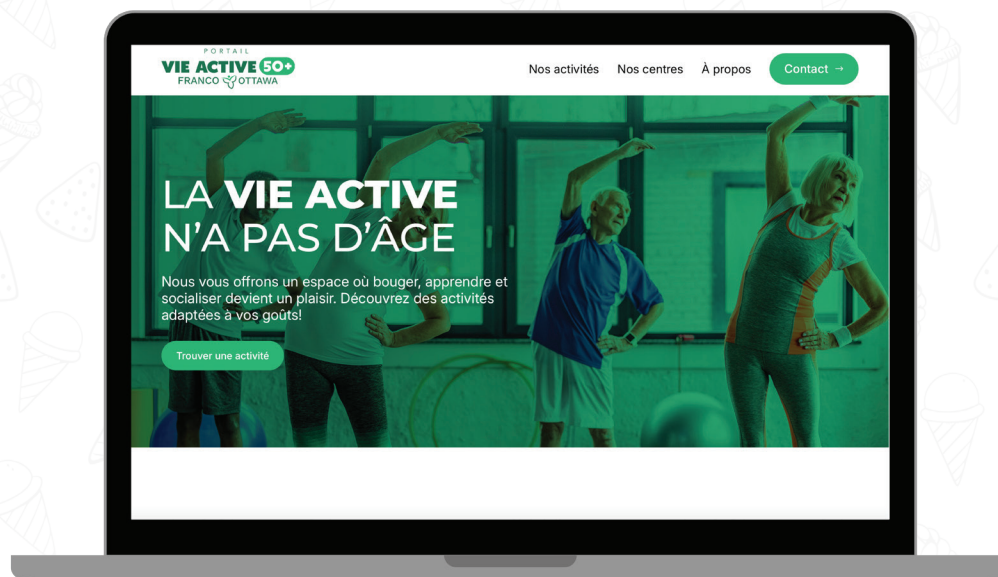 PORTAIL
VIE ACTIVE 50+
FRANCO OTTAWA
Nos activités Nos centres À propos Contact →
LA VIE ACTIVE
N'A PAS D'ÂGE
Nous vous offrons un espace où bouger, apprendre et
socialiser devient un plaisir. Découvrez des activités
adaptées à vos goûts!
Trouver une activité